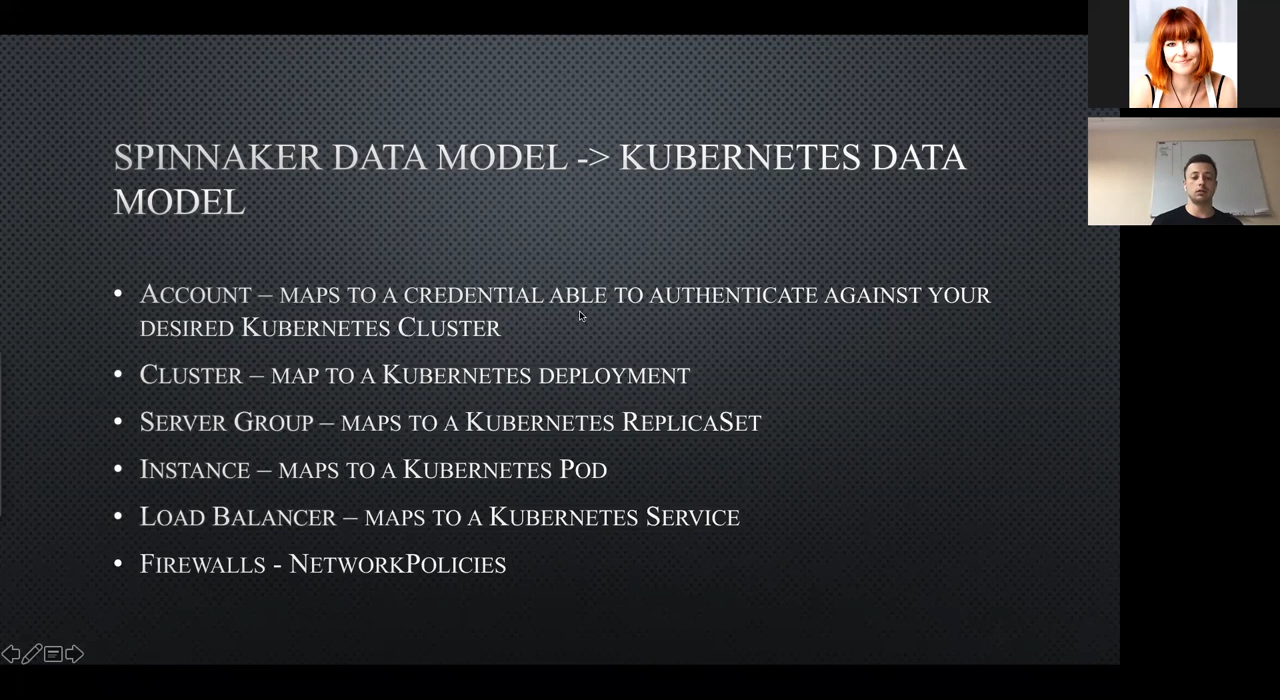 SPINNAKER DATA MODEL -> KUBERNETES DATA
MODEL
• ACCOUNT – MAPS TO A CREDENTIAL ABLE TO AUTHENTICATE AGAINST YOUR
DESIRED KUBERNETES CLUSTER
• CLUSTER – MAP TO A KUBERNETES DEPLOYMENT
• SERVER GROUP – MAPS TO A KUBERNETES REPLICASET
• INSTANCE – MAPS TO A KUBERNETES POD
• LOAD BALANCER – MAPS TO A KUBERNETES SERVICE
• FIREWALLS - NETWORKPOLICIES